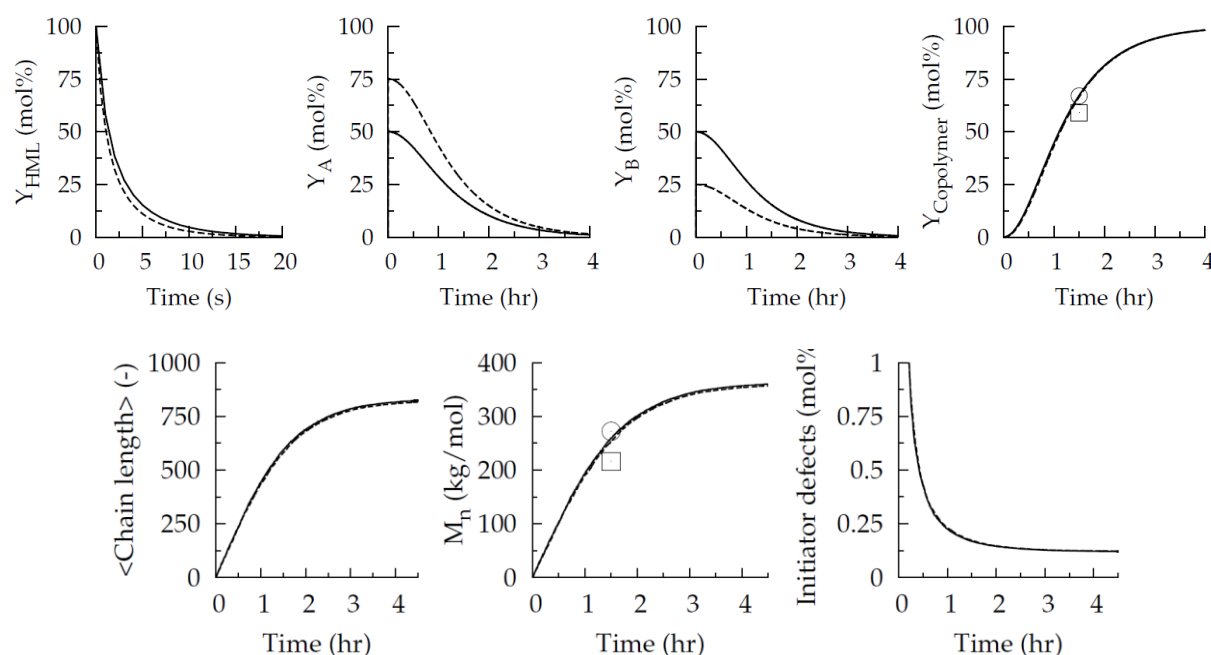 Y_HML (mol%)
100
75
50
25
0
0 5 10 15 20
Time (s)
Y_A (mol%)
100
75
50
25
0
0 1 2 3 4
Time (hr)
Y_B (mol%)
100
75
50
25
0
0 1 2 3 4
Time (hr)
Y_Copolymer (mol%)
100
75
50
25
0
0 1 2 3 4
Time (hr)
<Chain length> (-)
1000
750
500
250
0
0 1 2 3 4
Time (hr)
M_n (kg/mol)
400
300
200
100
0
0 1 2 3 4
Time (hr)
Initiator defects (mol%
1
0.75
0.5
0.25
0
0 1 2 3 4
Time (hr)